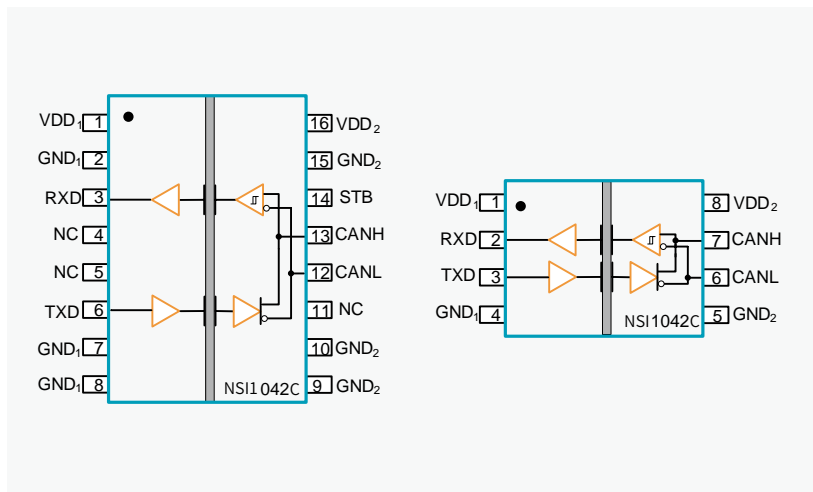 VDD₁ 1
GND₁ 2
RXD 3
NC 4
NC 5
TXD 6
GND₁ 7
GND₁ 8
16 VDD₂
15 GND₂
14 STB
13 CANH
12 CANL
11 NC
10 GND₂
9 GND₂
NSI1042C
VDD₁ 1
RXD 2
TXD 3
GND₁ 4
8 VDD₂
7 CANH
6 CANL
5 GND₂
NSI1042C